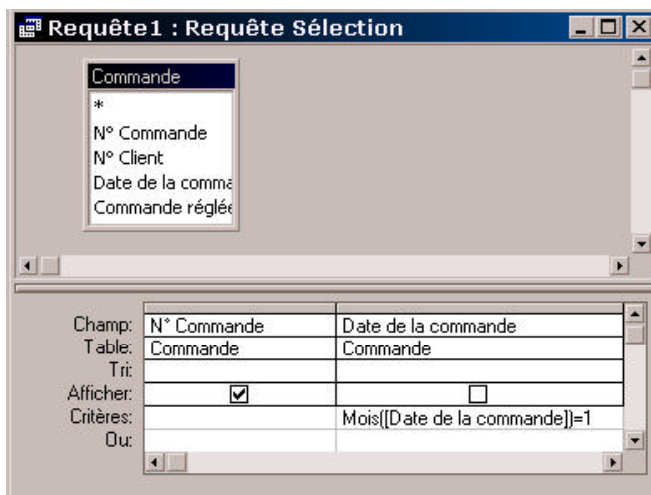 Requête1 : Requête Sélection
Commande
*
N° Commande
N° Client
Date de la comma
Commande réglée
Champ: N° Commande Date de la commande
Table: Commande Commande
Tri:
Afficher:
Critères: Mois([Date de la commande])=1
Ou: